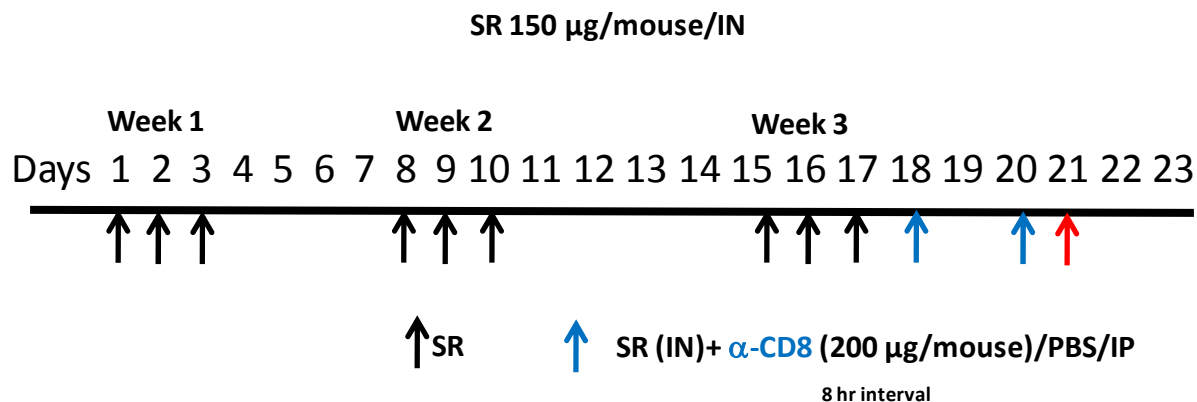 SR 150 µg/mouse/IN
Week 1 Week 2 Week 3
Days 1 2 3 4 5 6 7 8 9 10 11 12 13 14 15 16 17 18 19 20 21 22 23
SR SR (IN)+ α-CD8 (200 µg/mouse)/PBS/IP
8 hr interval